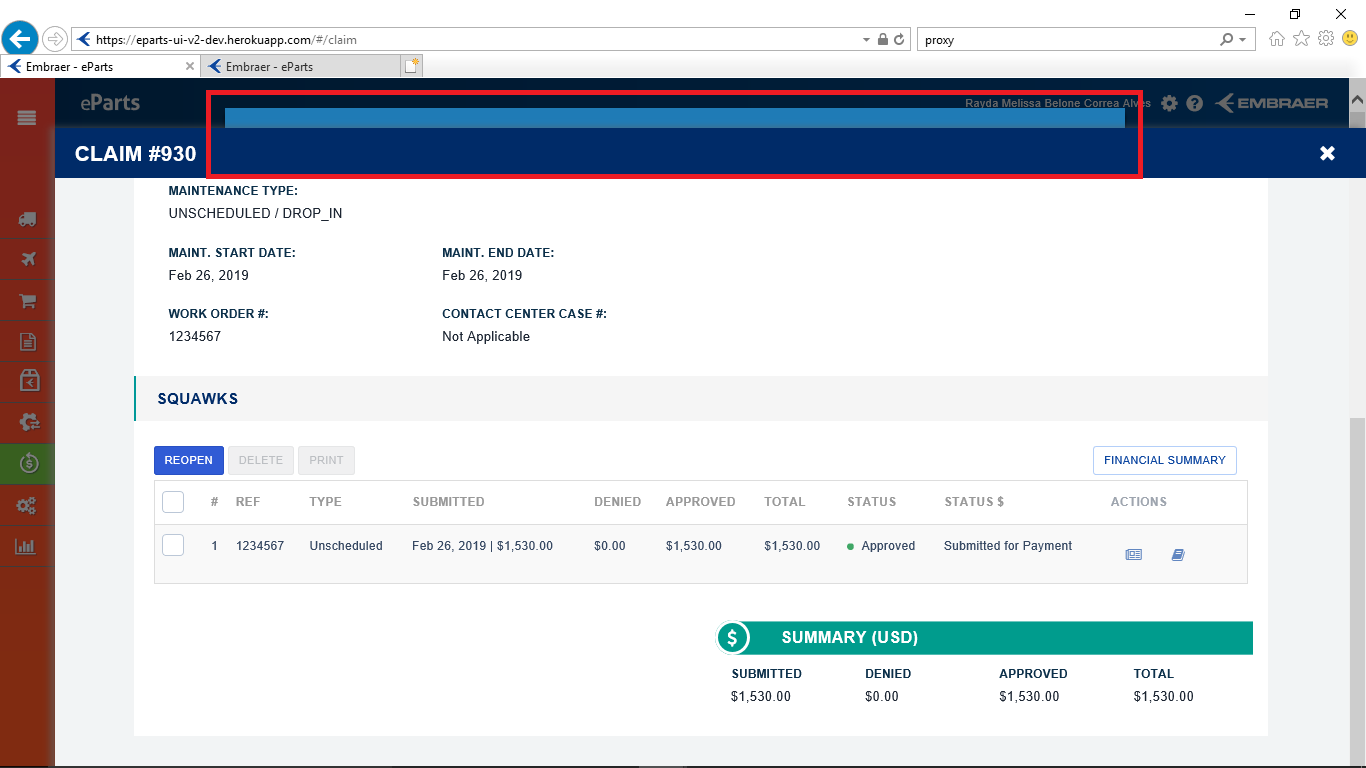 https://eparts-ui-v2-dev.herokuapp.com/#/claim
proxy
Embraer - eParts
Embraer - eParts
eParts
Rayda Melissa Belone Correa Alves
EMBRAER
CLAIM #930
MAINTENANCE TYPE:
UNSCHEDULED / DROP_IN
MAINT. START DATE: MAINT. END DATE:
Feb 26, 2019 Feb 26, 2019
WORK ORDER #: CONTACT CENTER CASE #:
1234567 Not Applicable
SQUAWKS
REOPEN DELETE PRINT FINANCIAL SUMMARY
# REF TYPE SUBMITTED DENIED APPROVED TOTAL STATUS STATUS $ ACTIONS
1 1234567 Unscheduled Feb 26, 2019 | $1,530.00 $0.00 $1,530.00 $1,530.00 Approved Submitted for Payment
$ SUMMARY (USD)
SUBMITTED DENIED APPROVED TOTAL
$1,530.00 $0.00 $1,530.00 $1,530.00